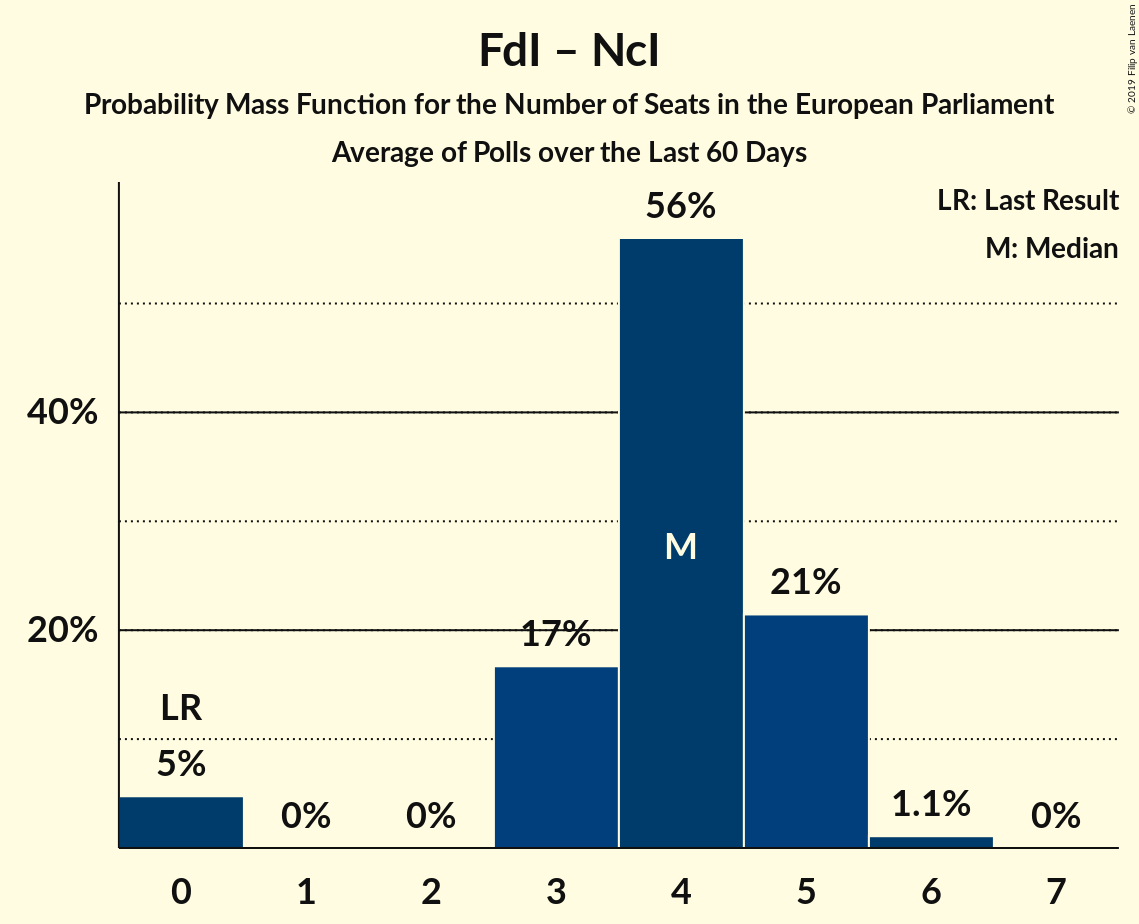 FdI – NcI
Probability Mass Function for the Number of Seats in the European Parliament
Average of Polls over the Last 60 Days
© 2019 Filip van Laenen
LR: Last Result
M: Median
56%
40%
M
21%
20%
17%
LR
5%
0%
0%
1.1%
0%
0 1 2 3 4 5 6 7